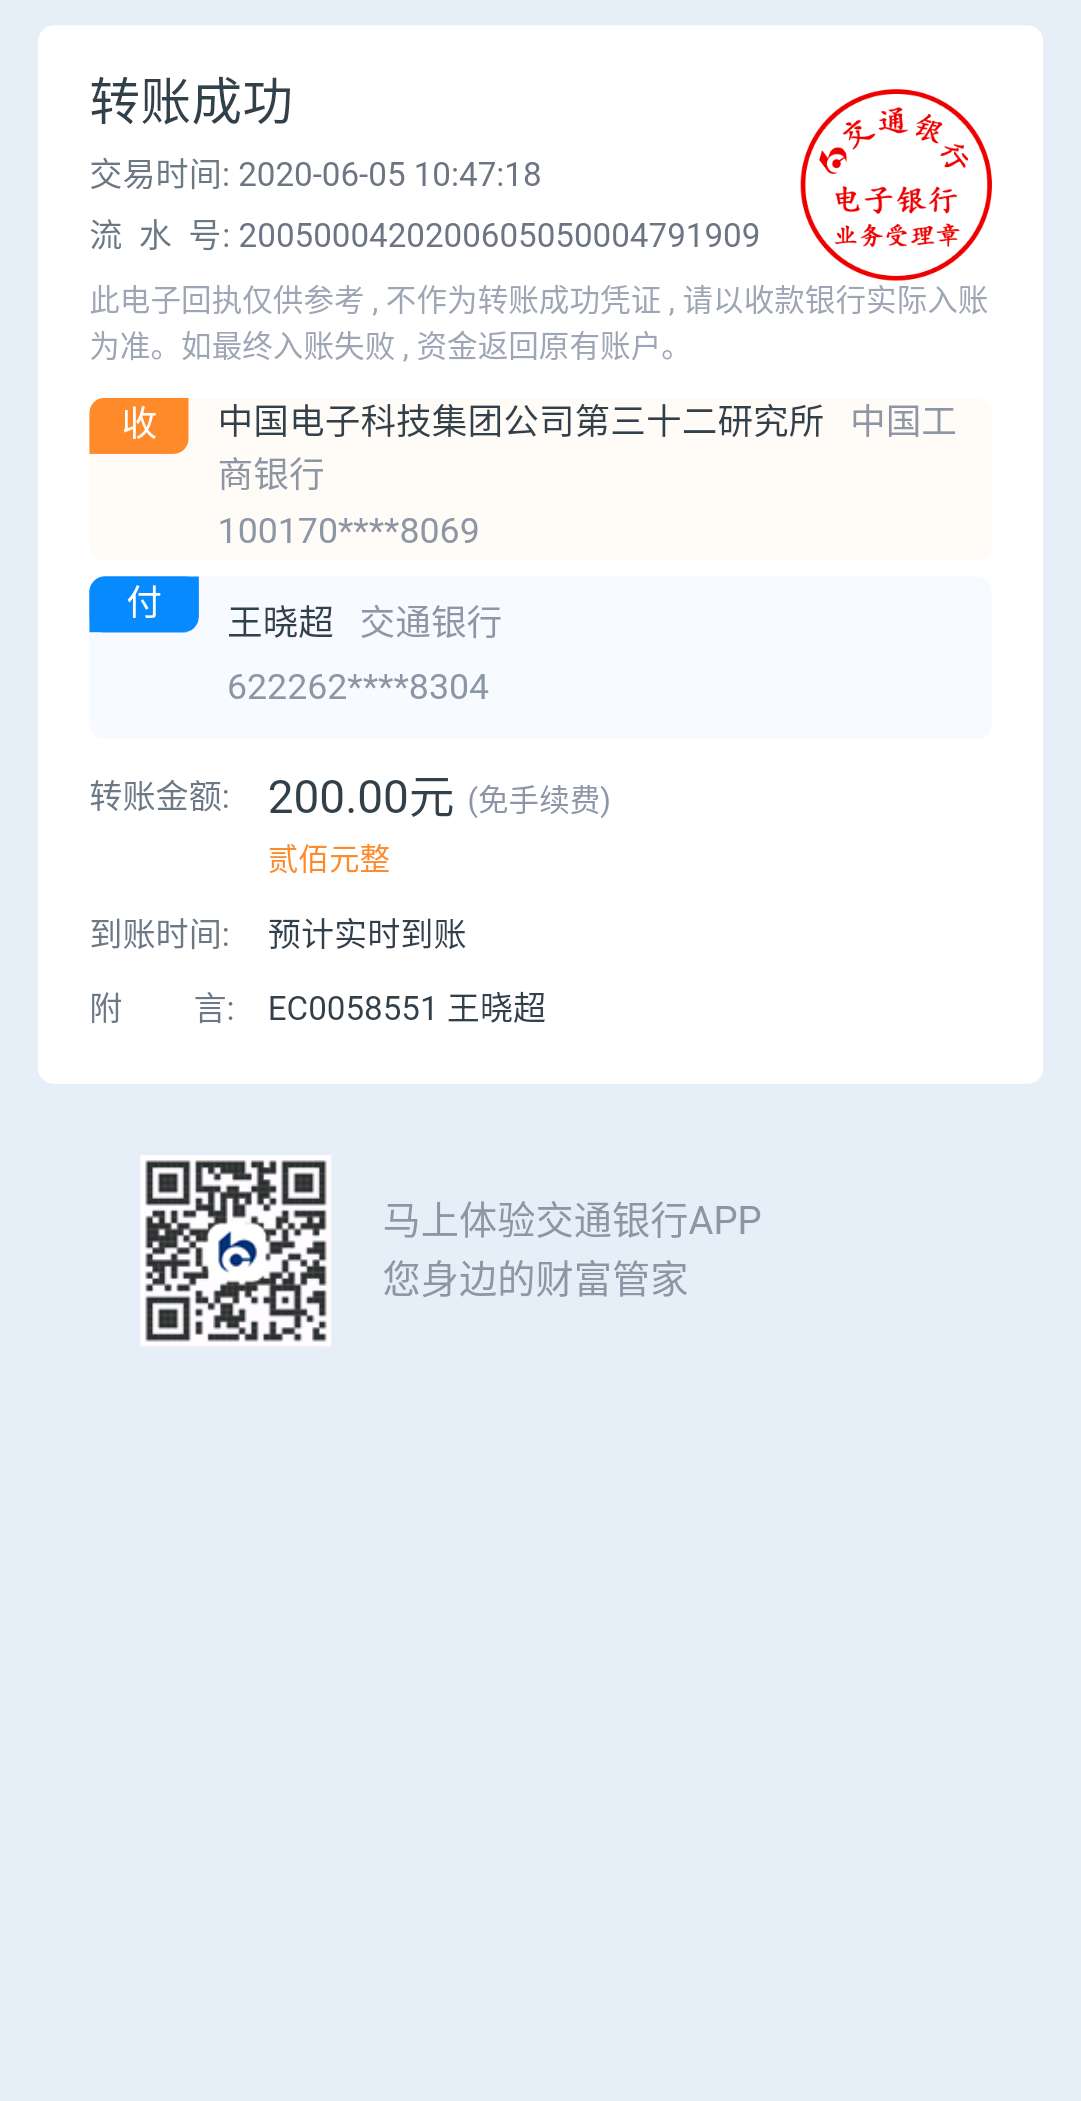 转账成功
交易时间: 2020-06-05 10:47:18
流水号: 2005000420200605050004791909
交通银行
电子银行
业务受理章
此电子回执仅供参考,不作为转账成功凭证,请以收款银行实际入账
为准。如最终入账失败,资金返回原有账户。
收 中国电子科技集团公司第三十二研究所 中国工
商银行
100170****8069
付 王晓超 交通银行
622262****8304
转账金额: 200.00元 (免手续费)
贰佰元整
到账时间: 预计实时到账
附言: EC0058551 王晓超
马上体验交通银行APP
您身边的财富管家